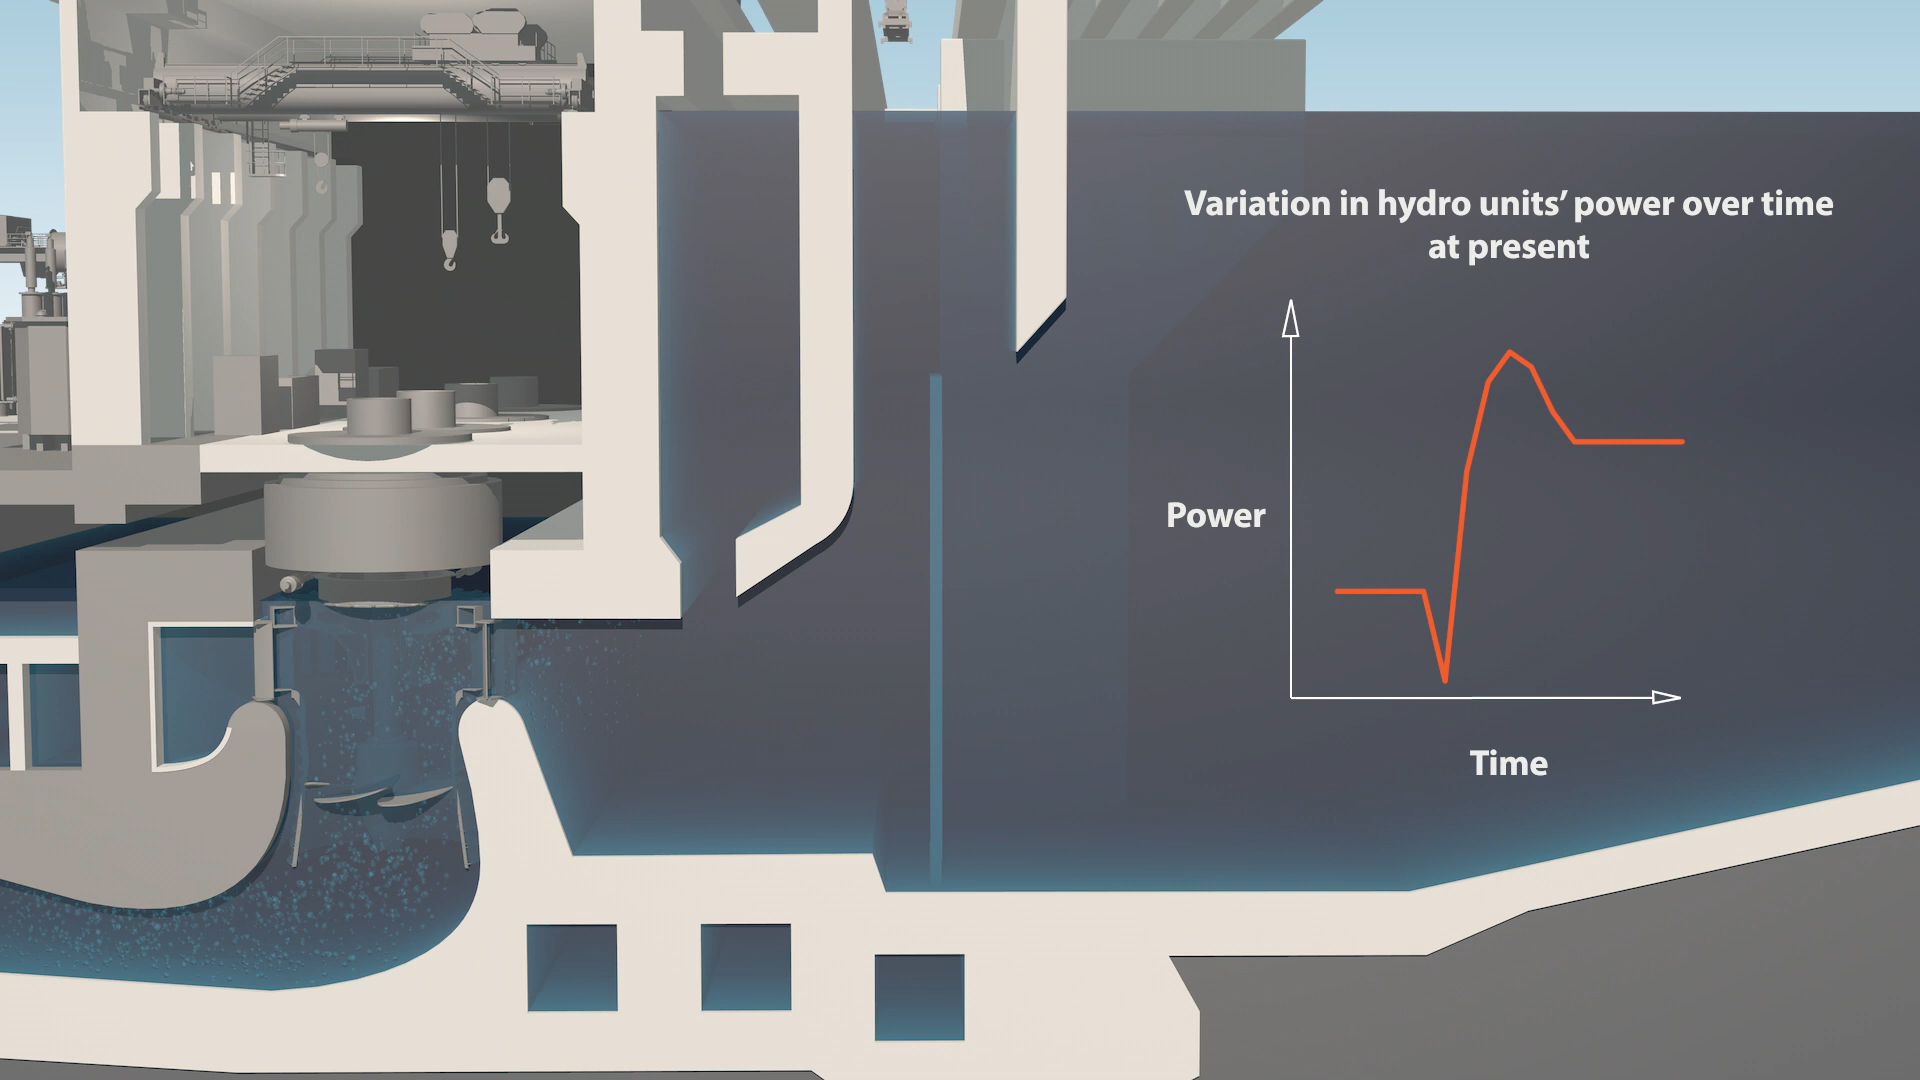 Variation in hydro units’ power over time
at present
Power
Time